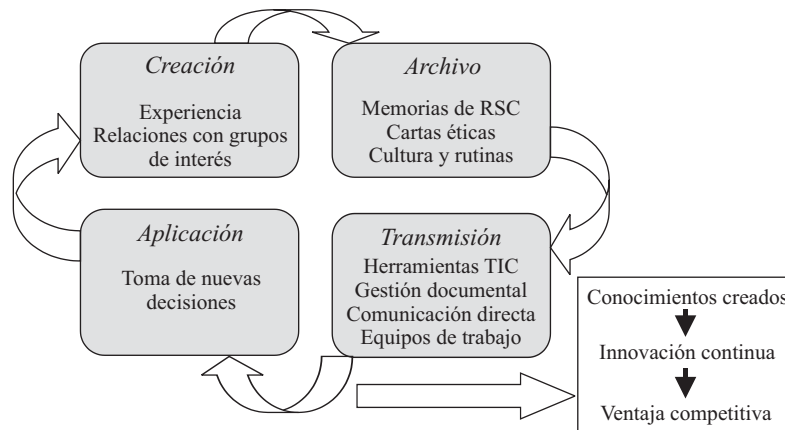 Creación
Experiencia
Relaciones con grupos
de interés
Archivo
Memorias de RSC
Cartas éticas
Cultura y rutinas
Aplicación
Toma de nuevas
decisiones
Transmisión
Herramientas TIC
Gestión documental
Comunicación directa
Equipos de trabajo
Conocimientos creados
Innovación continua
Ventaja competitiva